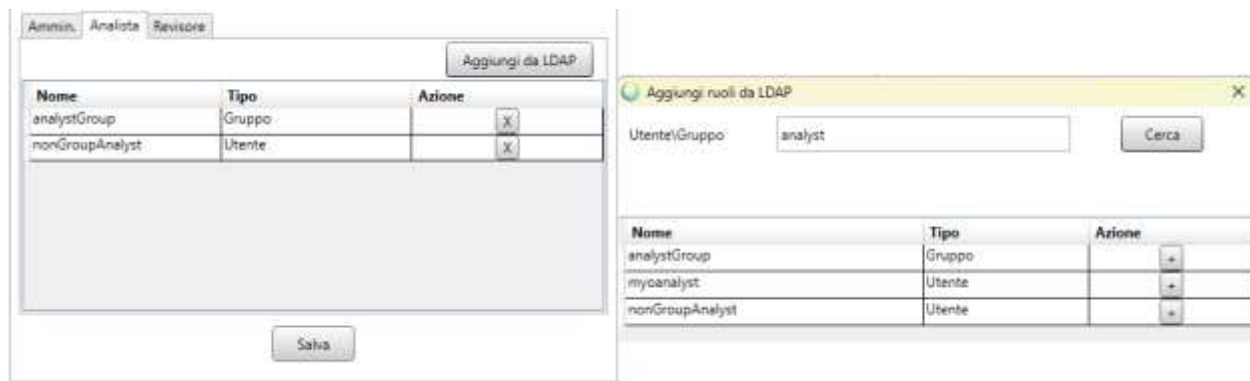 Ammin. Analista Revisore
Aggiungi da LDAP
Nome Tipo Azione
analystGroup Gruppo X
nonGroupAnalyst Utente X
Salva
Aggiungi ruoli da LDAP
Utente\Gruppo analyst Cerca
Nome Tipo Azione
analystGroup Gruppo +
myoanalyst Utente +
nonGroupAnalyst Utente +